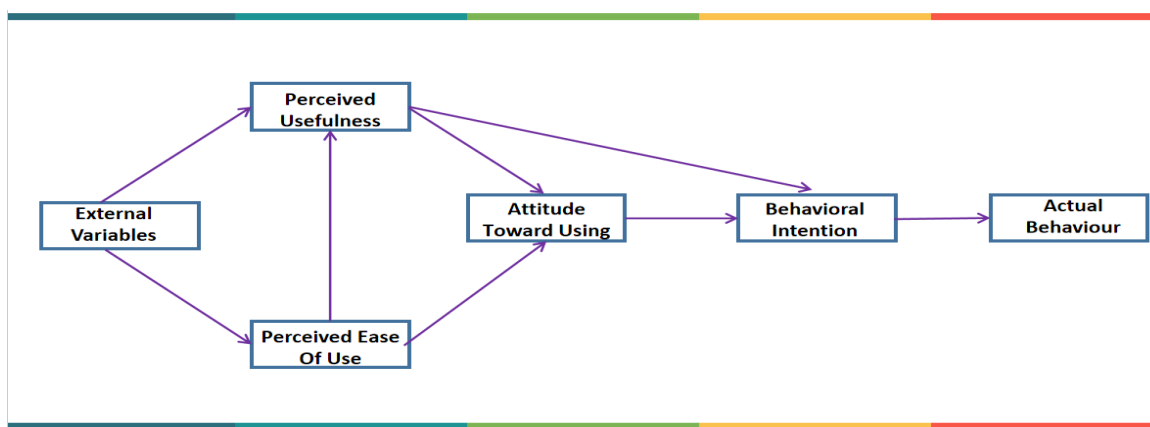 Perceived
Usefulness
External
Variables
Attitude
Toward Using
Behavioral
Intention
Actual
Behaviour
Perceived Ease
Of Use